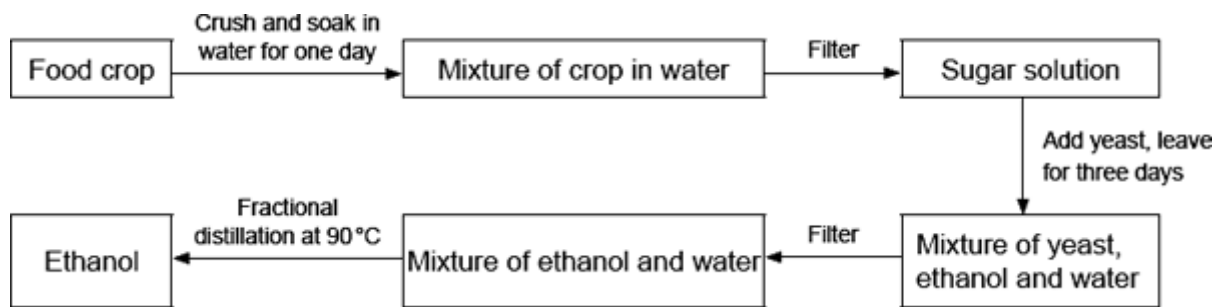 Crush and soak in
water for one day
Food crop
Mixture of crop in water
Filter
Sugar solution
Add yeast, leave
for three days
Mixture of yeast,
ethanol and water
Filter
Mixture of ethanol and water
Fractional
distillation at 90°C
Ethanol